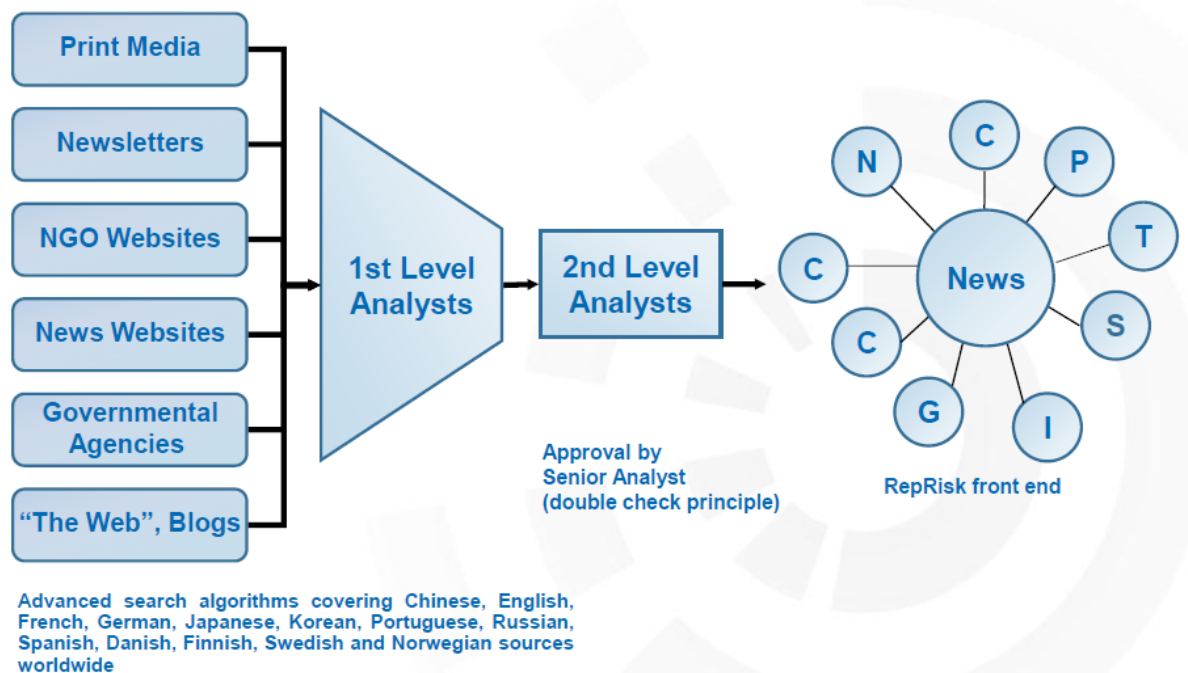 Print Media
Newsletters
NGO Websites
News Websites
Governmental
Agencies
“The Web”, Blogs
1st Level
Analysts
2nd Level
Analysts
Approval by
Senior Analyst
(double check principle)
News
N
C
P
T
S
I
G
C
C
RepRisk front end
Advanced search algorithms covering Chinese, English,
French, German, Japanese, Korean, Portuguese, Russian,
Spanish, Danish, Finnish, Swedish and Norwegian sources
worldwide